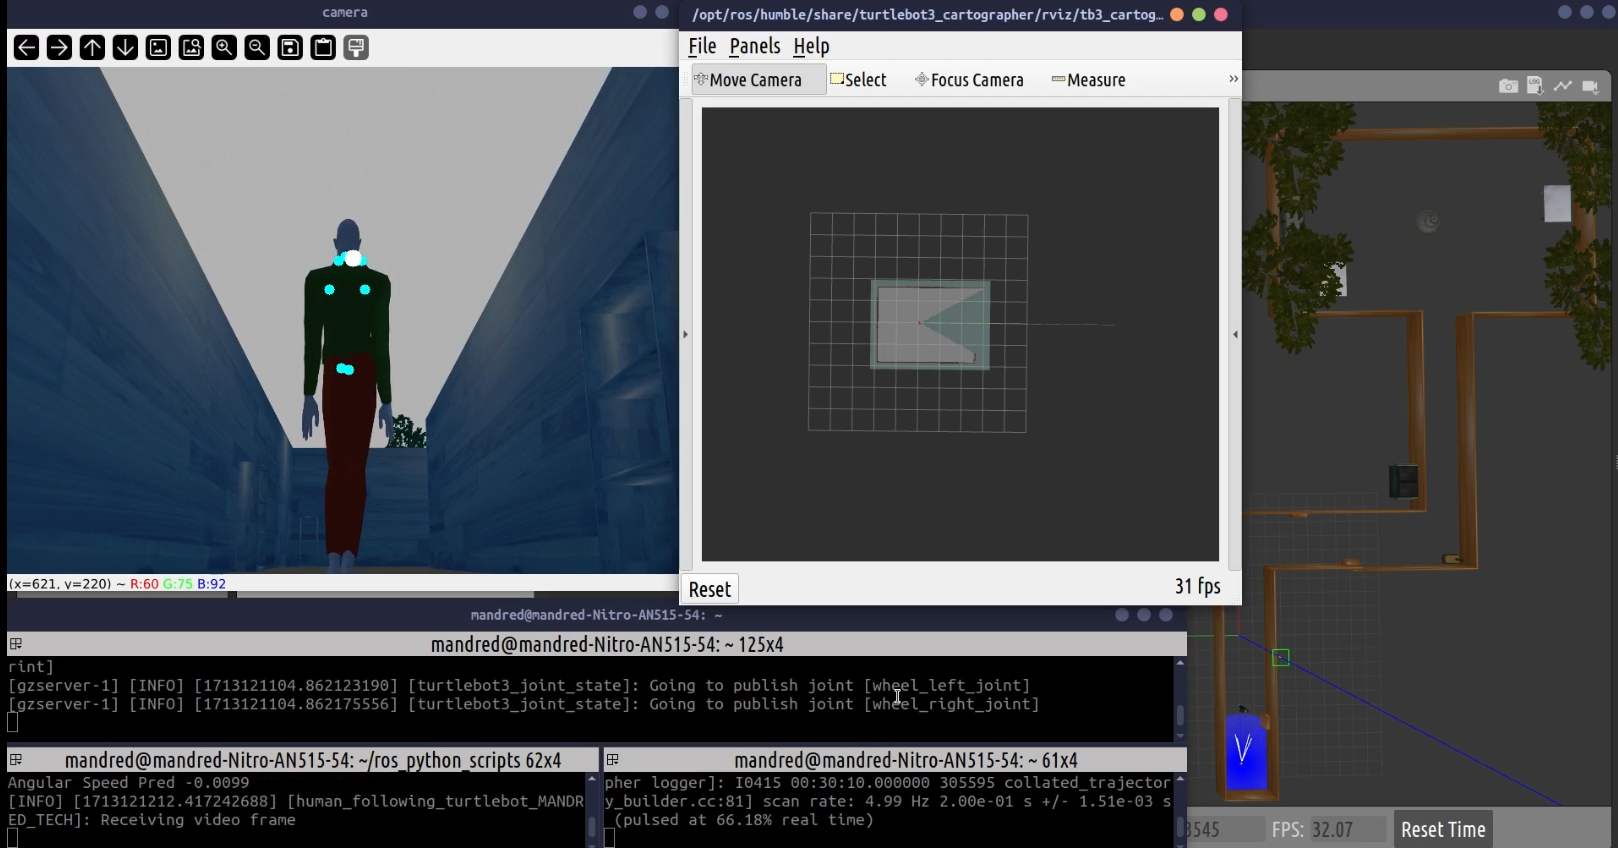 camera
/opt/ros/humble/share/turtlebot3_cartographer/rviz/tb3_cartog...
File Panels Help
Move Camera Select Focus Camera Measure »
(x=621, y=220) ~ R:60 G:75 B:92
Reset 31 fps
LOG
mandred@mandred-Nitro-AN515-54: ~
mandred@mandred-Nitro-AN515-54: ~ 125x4
rint]
[gzserver-1] [INFO] [1713121104.862123190] [turtlebot3_joint_state]: Going to publish joint [wheel_left_joint]
[gzserver-1] [INFO] [1713121104.862175556] [turtlebot3_joint_state]: Going to publish joint [wheel_right_joint]
mandred@mandred-Nitro-AN515-54: ~/ros_python_scripts 62x4
Angular Speed Pred -0.0099
[INFO] [1713121212.417242688] [human_following_turtlebot_MANDR
ED_TECH]: Receiving video frame
mandred@mandred-Nitro-AN515-54: ~ 61x4
pher logger]: I0415 00:30:10.000000 305595 collated_trajector
y_builder.cc:81] scan rate: 4.99 Hz 2.00e-01 s +/- 1.51e-03 s
(pulsed at 66.18% real time)
3545 FPS: 32.07 Reset Time